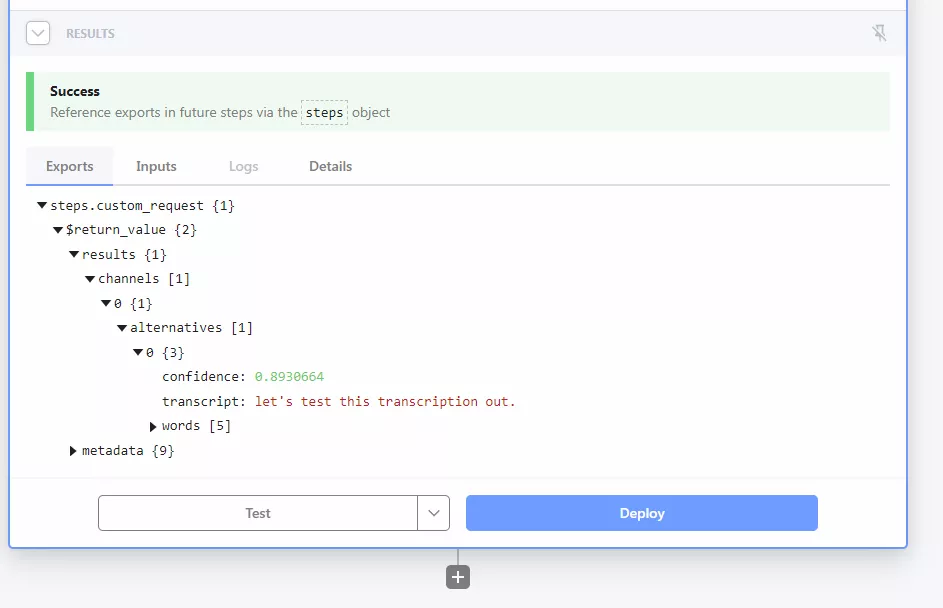 RESULTS
Success
Reference exports in future steps via the steps object
Exports Inputs Logs Details
steps.custom_request {1}
$return_value {2}
results {1}
channels [1]
0 {1}
alternatives [1]
0 {3}
confidence: 0.8930664
transcript: let's test this transcription out.
words [5]
metadata {9}
Test Deploy